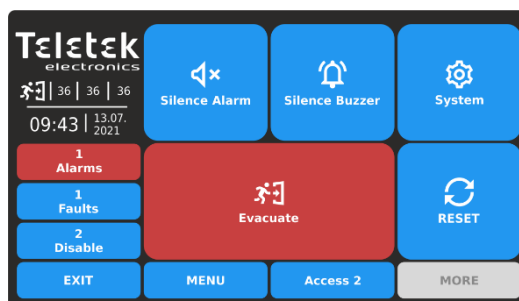 Teletek
electronics
36 | 36 | 36
09:43 | 13.07.
2021
Silence Alarm
Silence Buzzer
System
1
Alarms
1
Faults
2
Disable
Evacuate
RESET
EXIT
MENU
Access 2
MORE